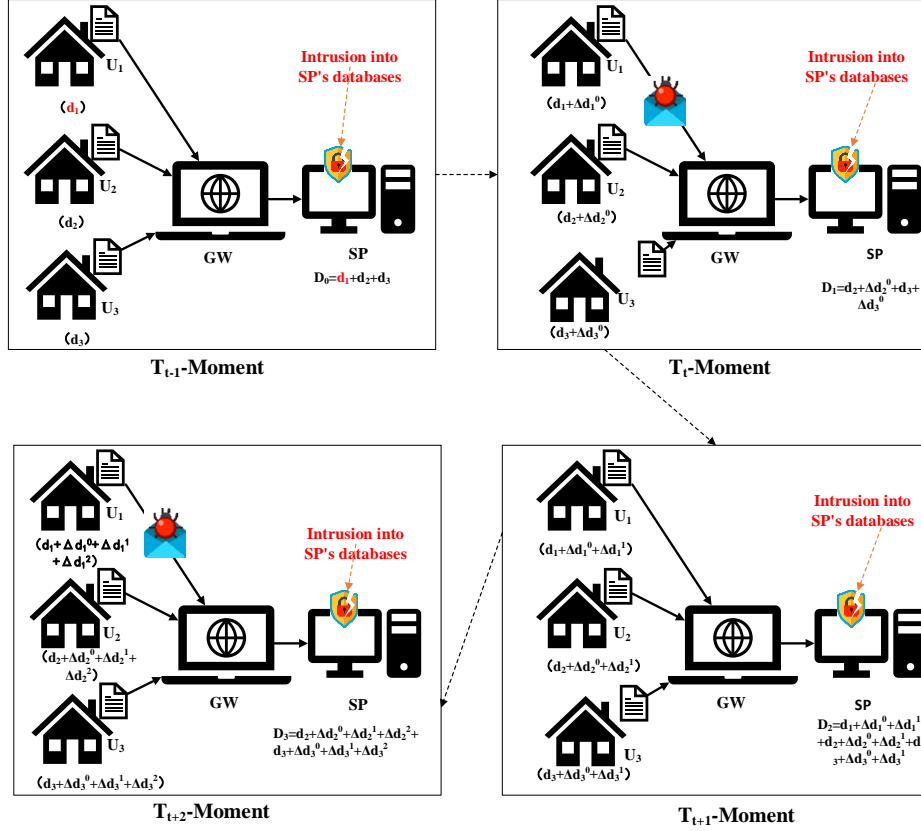 U₁
Intrusion into
SP's databases
(d₁)
U₂
(d₂)
GW
SP
D₀=d₁+d₂+d₃
U₃
(d₃)
Tₜ₋₁-Moment
U₁
Intrusion into
SP's databases
(d₁+Δd₁⁰)
U₂
(d₂+Δd₂⁰)
GW
SP
U₃
D₁=d₂+Δd₂⁰+d₃+
Δd₃⁰
(d₃+Δd₃⁰)
Tₜ-Moment
U₁
(d₁+Δd₁⁰+Δd₁¹
+Δd₁²)
Intrusion into
SP's databases
U₂
(d₂+Δd₂⁰+Δd₂¹+
Δd₂²)
GW
SP
U₃
D₃=d₂+Δd₂⁰+Δd₂¹+Δd₂²+
d₃+Δd₃⁰+Δd₃¹+Δd₃²
(d₃+Δd₃⁰+Δd₃¹+Δd₃²)
Tₜ₊₂-Moment
U₁
Intrusion into
SP's databases
(d₁+Δd₁⁰+Δd₁¹)
U₂
(d₂+Δd₂⁰+Δd₂¹)
GW
SP
U₃
D₂=d₁+Δd₁⁰+Δd₁¹
+d₂+Δd₂⁰+Δd₂¹+d
₃+Δd₃⁰+Δd₃¹
(d₃+Δd₃⁰+Δd₃¹)
Tₜ₊₁-Moment